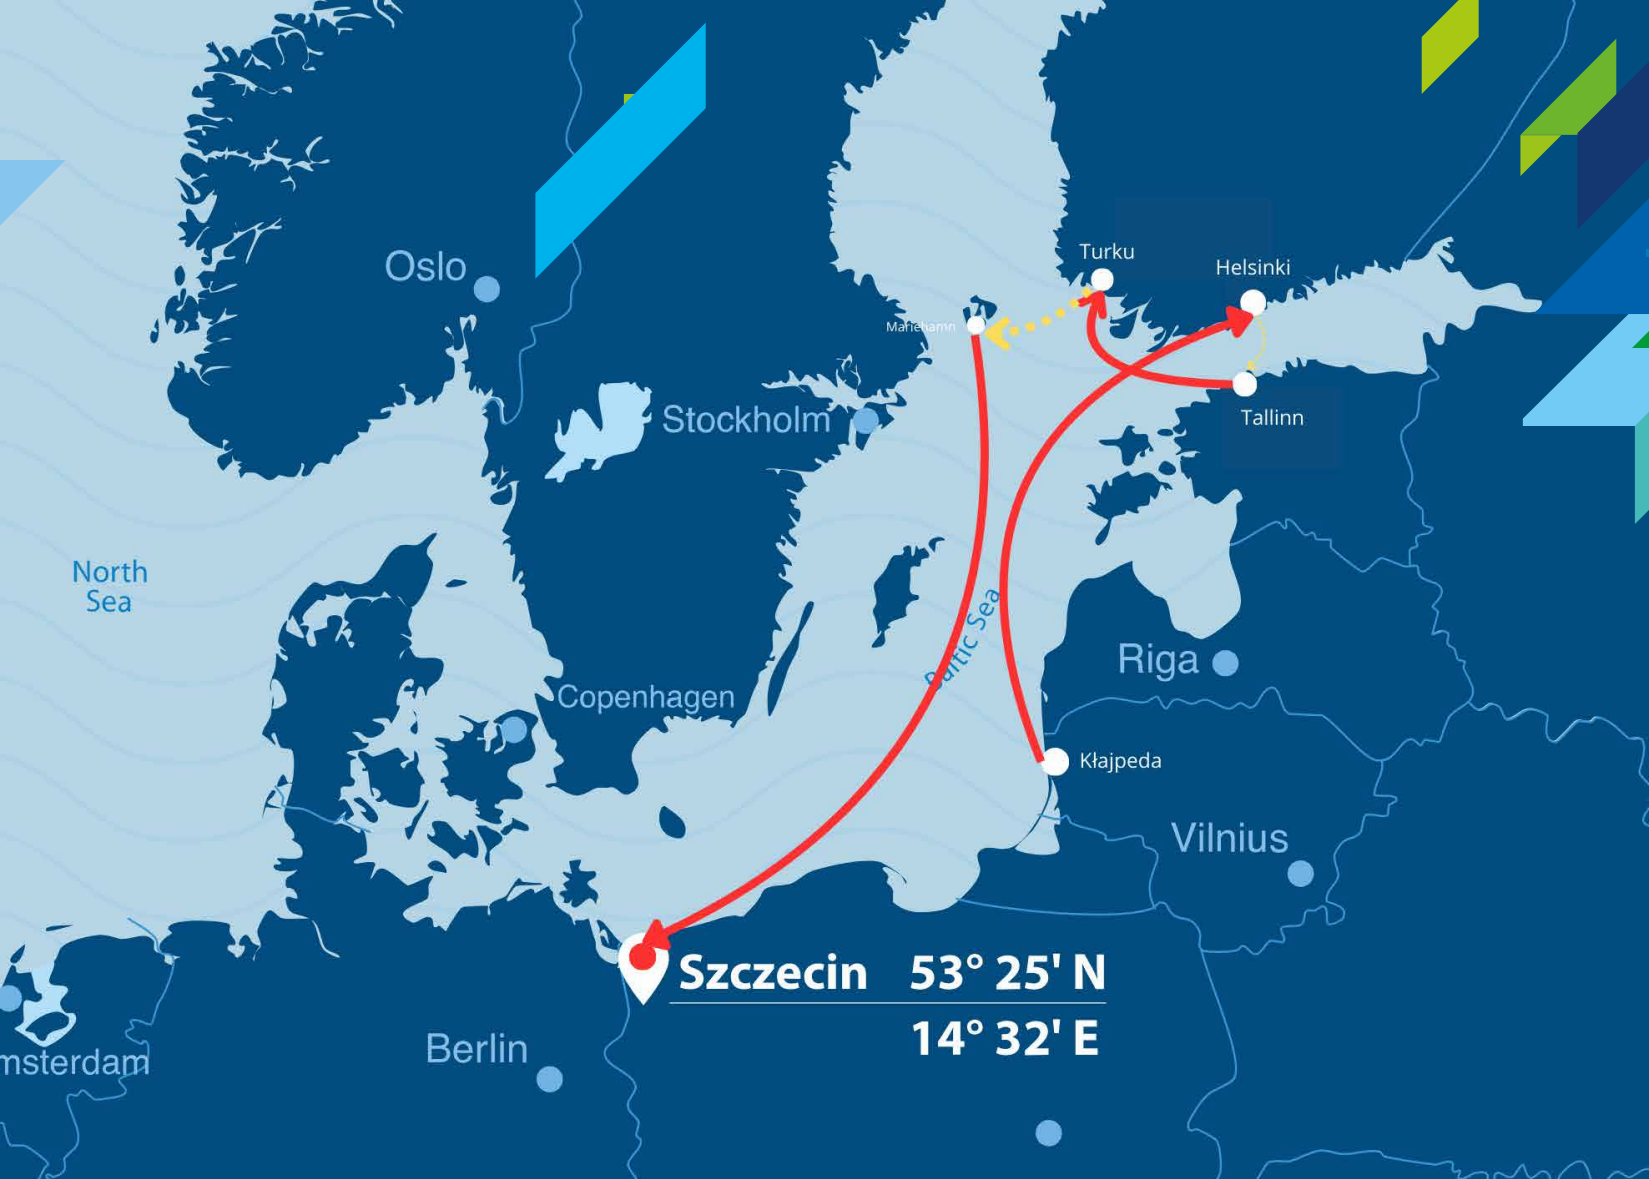 Turku
Helsinki
Oslo
Mariehamn
Stockholm
Tallinn
North
Sea
Baltic Sea
Riga
Copenhagen
Kłajpeda
Vilnius
Szczecin 53° 25' N
14° 32' E
Berlin
msterdam